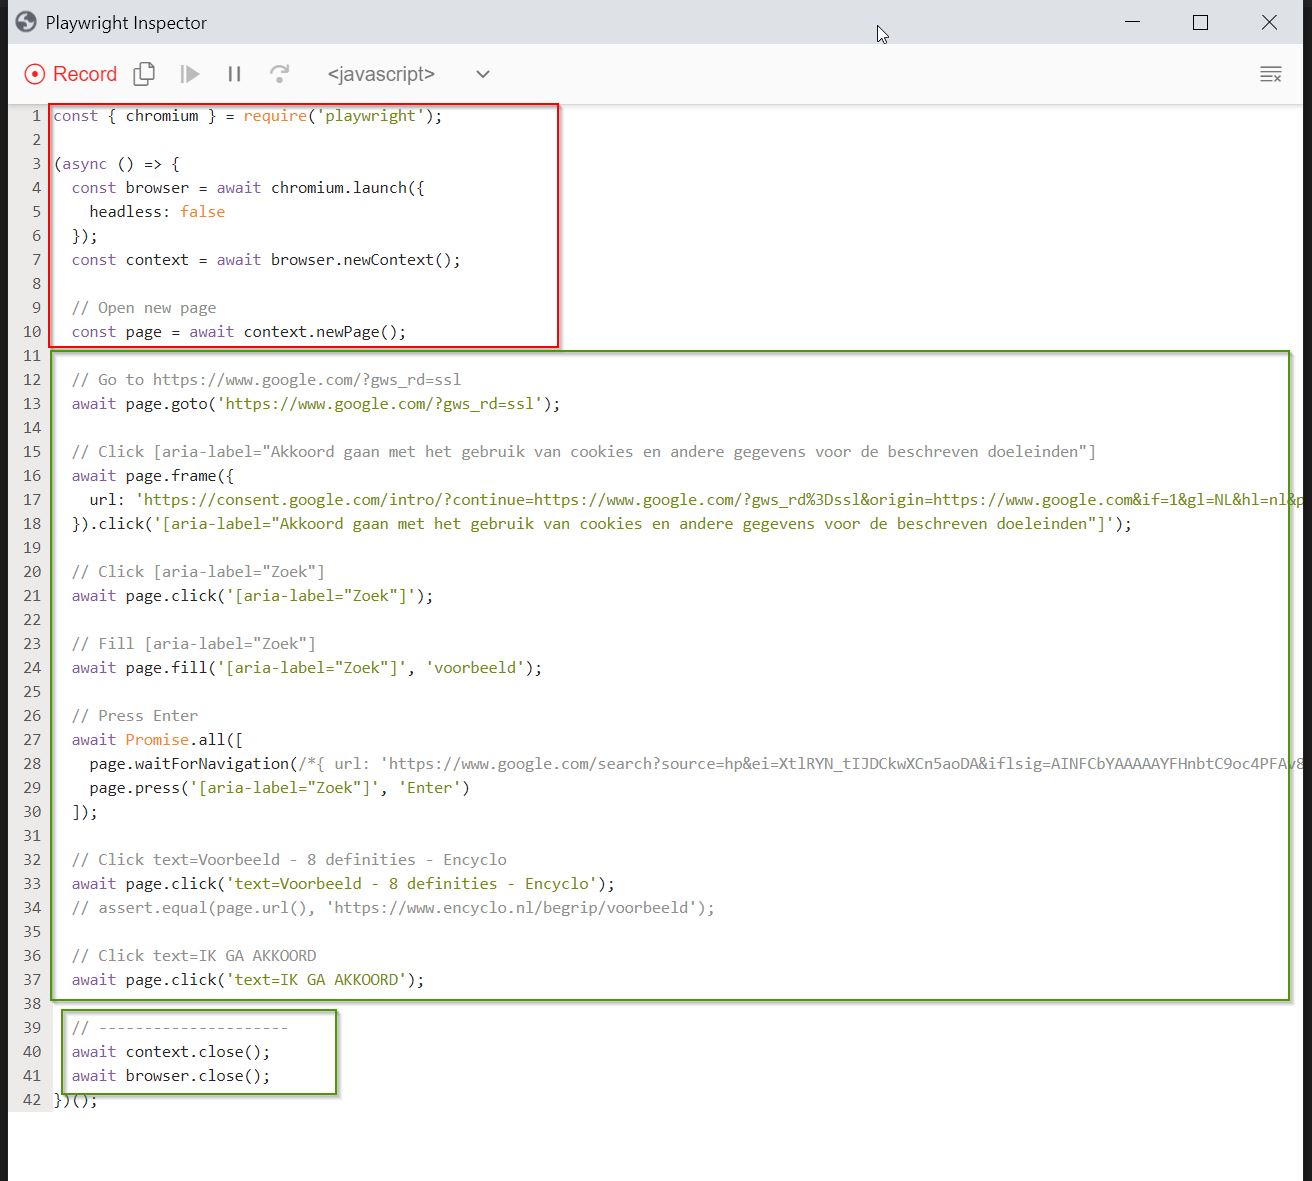 Playwright Inspector
Record <javascript>
1 const { chromium } = require('playwright');
2
3 (async () => {
4   const browser = await chromium.launch({
5     headless: false
6   });
7   const context = await browser.newContext();
8
9   // Open new page
10   const page = await context.newPage();
11
12   // Go to https://www.google.com/?gws_rd=ssl
13   await page.goto('https://www.google.com/?gws_rd=ssl');
14
15   // Click [aria-label="Akkoord gaan met het gebruik van cookies en andere gegevens voor de beschreven doeleinden"]
16   await page.frame({
17     url: 'https://consent.google.com/intro/?continue=https://www.google.com/?gws_rd%3Dssl&origin=https://www.google.com&if=1&gl=NL&hl=nl&p
18   }).click('[aria-label="Akkoord gaan met het gebruik van cookies en andere gegevens voor de beschreven doeleinden"]');
19
20   // Click [aria-label="Zoek"]
21   await page.click('[aria-label="Zoek"]');
22
23   // Fill [aria-label="Zoek"]
24   await page.fill('[aria-label="Zoek"]', 'voorbeeld');
25
26   // Press Enter
27   await Promise.all([
28     page.waitForNavigation(/*{ url: 'https://www.google.com/search?source=hp&ei=XtlRYN_tIJDCkwXCn5aoDA&iflsig=AINFCbYAAAAAYFHnbtC9oc4PFAv8
29     page.press('[aria-label="Zoek"]', 'Enter')
30   ]);
31
32   // Click text=Voorbeeld - 8 definities - Encyclo
33   await page.click('text=Voorbeeld - 8 definities - Encyclo');
34   // assert.equal(page.url(), 'https://www.encyclo.nl/begrip/voorbeeld');
35
36   // Click text=IK GA AKKOORD
37   await page.click('text=IK GA AKKOORD');
38
39   // ---------------------
40   await context.close();
41   await browser.close();
42 })();